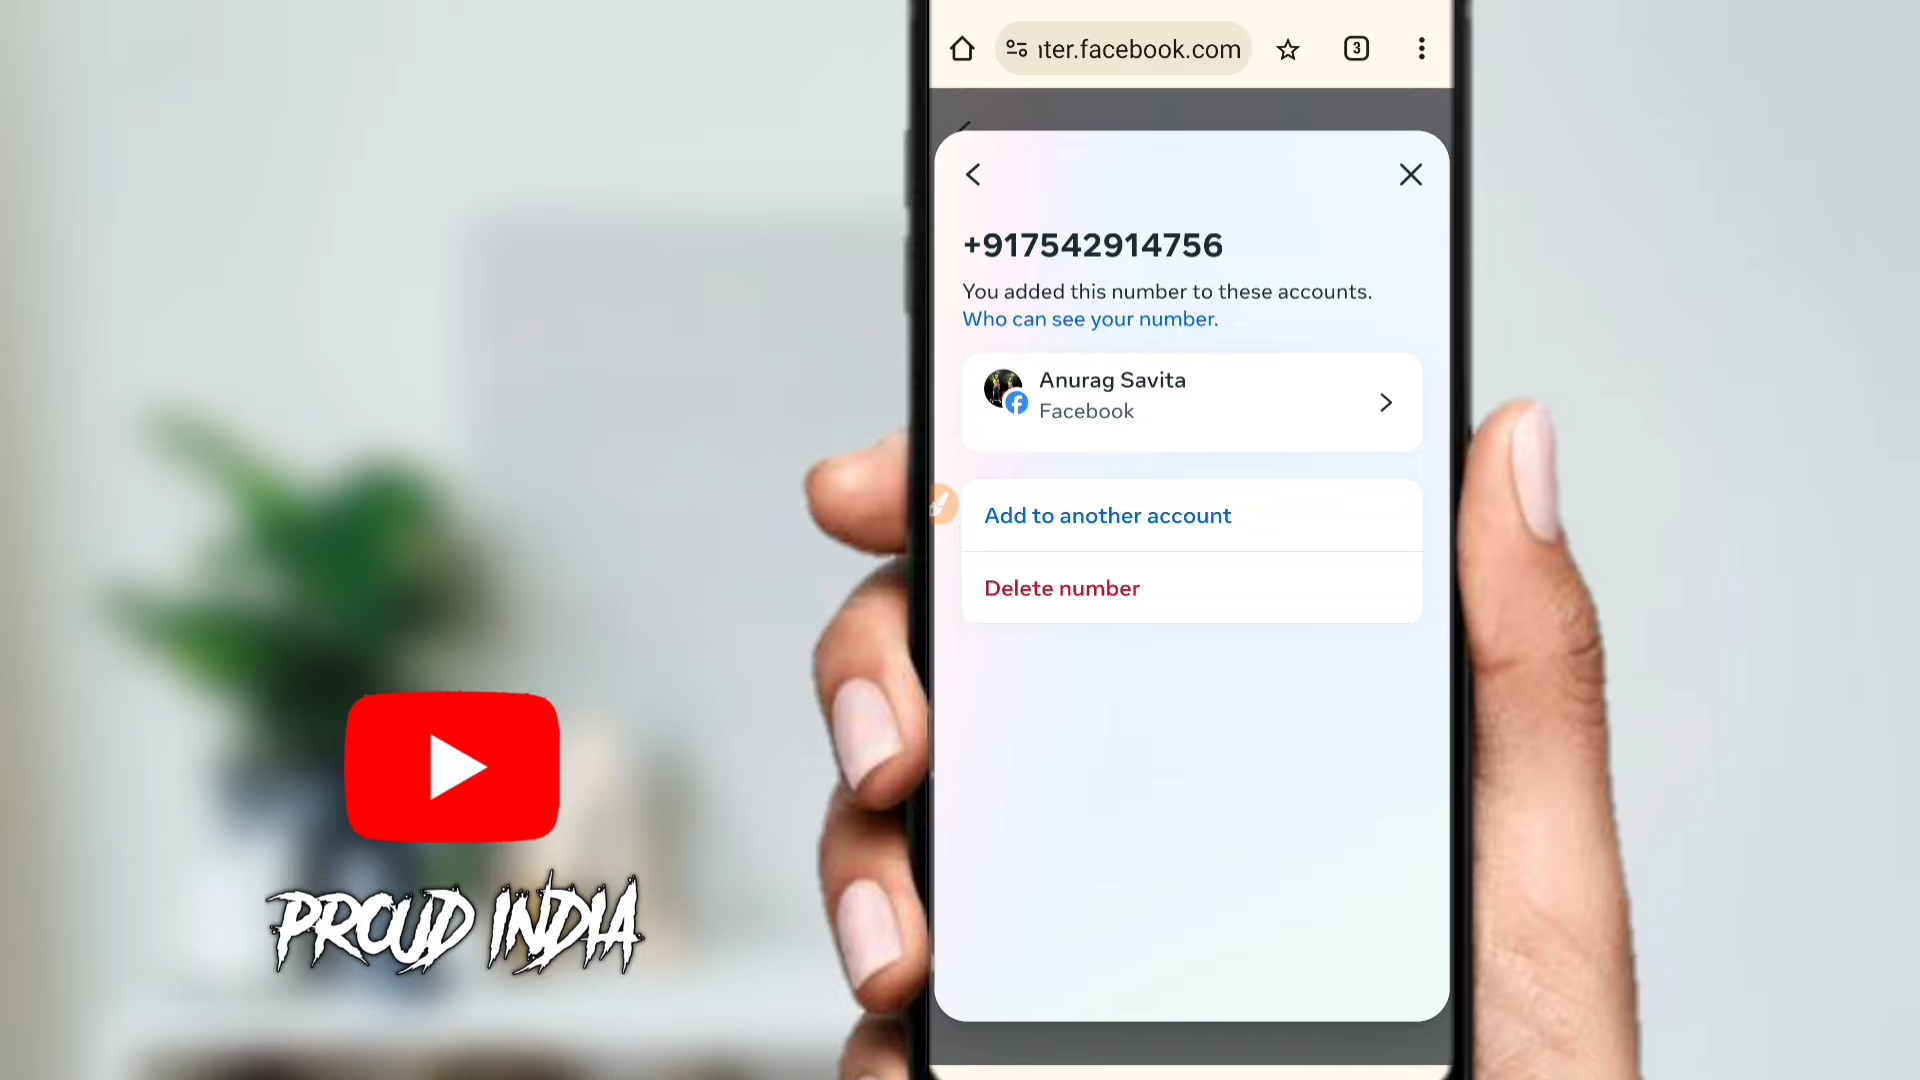 nter.facebook.com
3
+917542914756
You added this number to these accounts.
Who can see your number.
Anurag Savita
Facebook
Add to another account
Delete number
PROUD INDIA